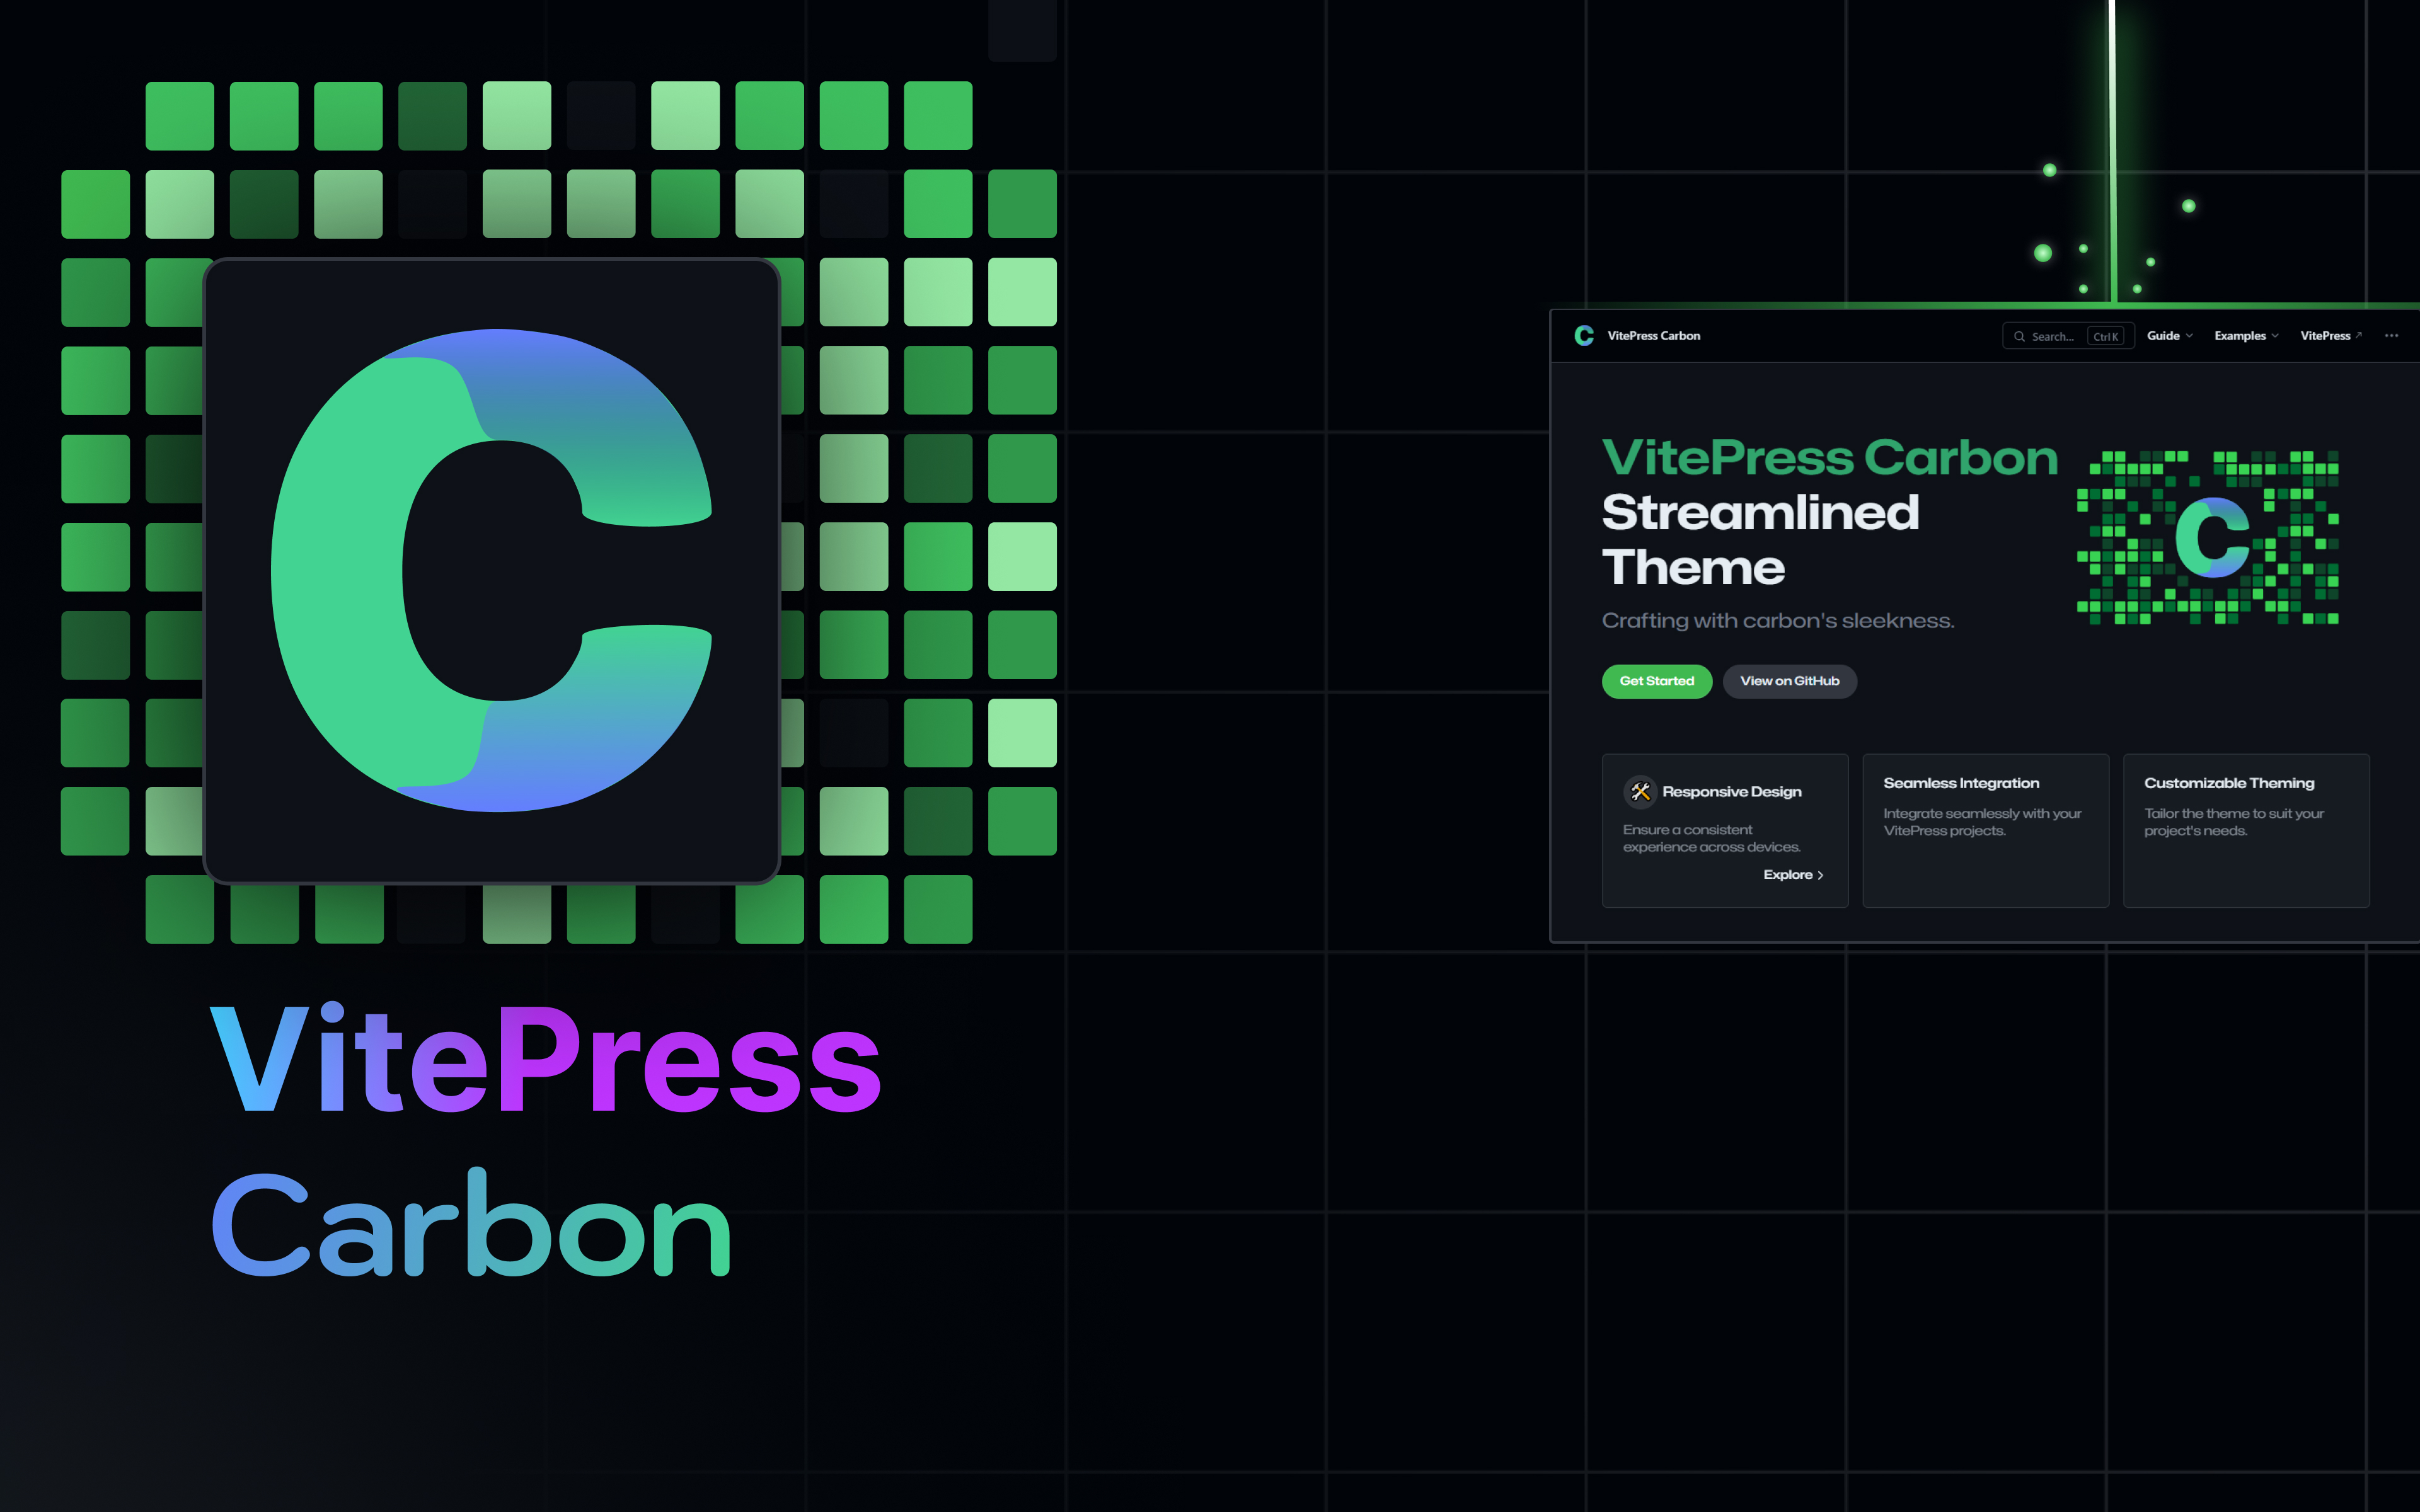 C
VitePress
Carbon
VitePress Carbon
Search... Ctrl K Guide Examples VitePress
VitePress Carbon
Streamlined
Theme
Crafting with carbon's sleekness.
C
Get Started View on GitHub
Responsive Design
Ensure a consistent
experience across devices.
Explore
Seamless Integration
Integrate seamlessly with your
VitePress projects.
Customizable Theming
Tailor the theme to suit your
project's needs.